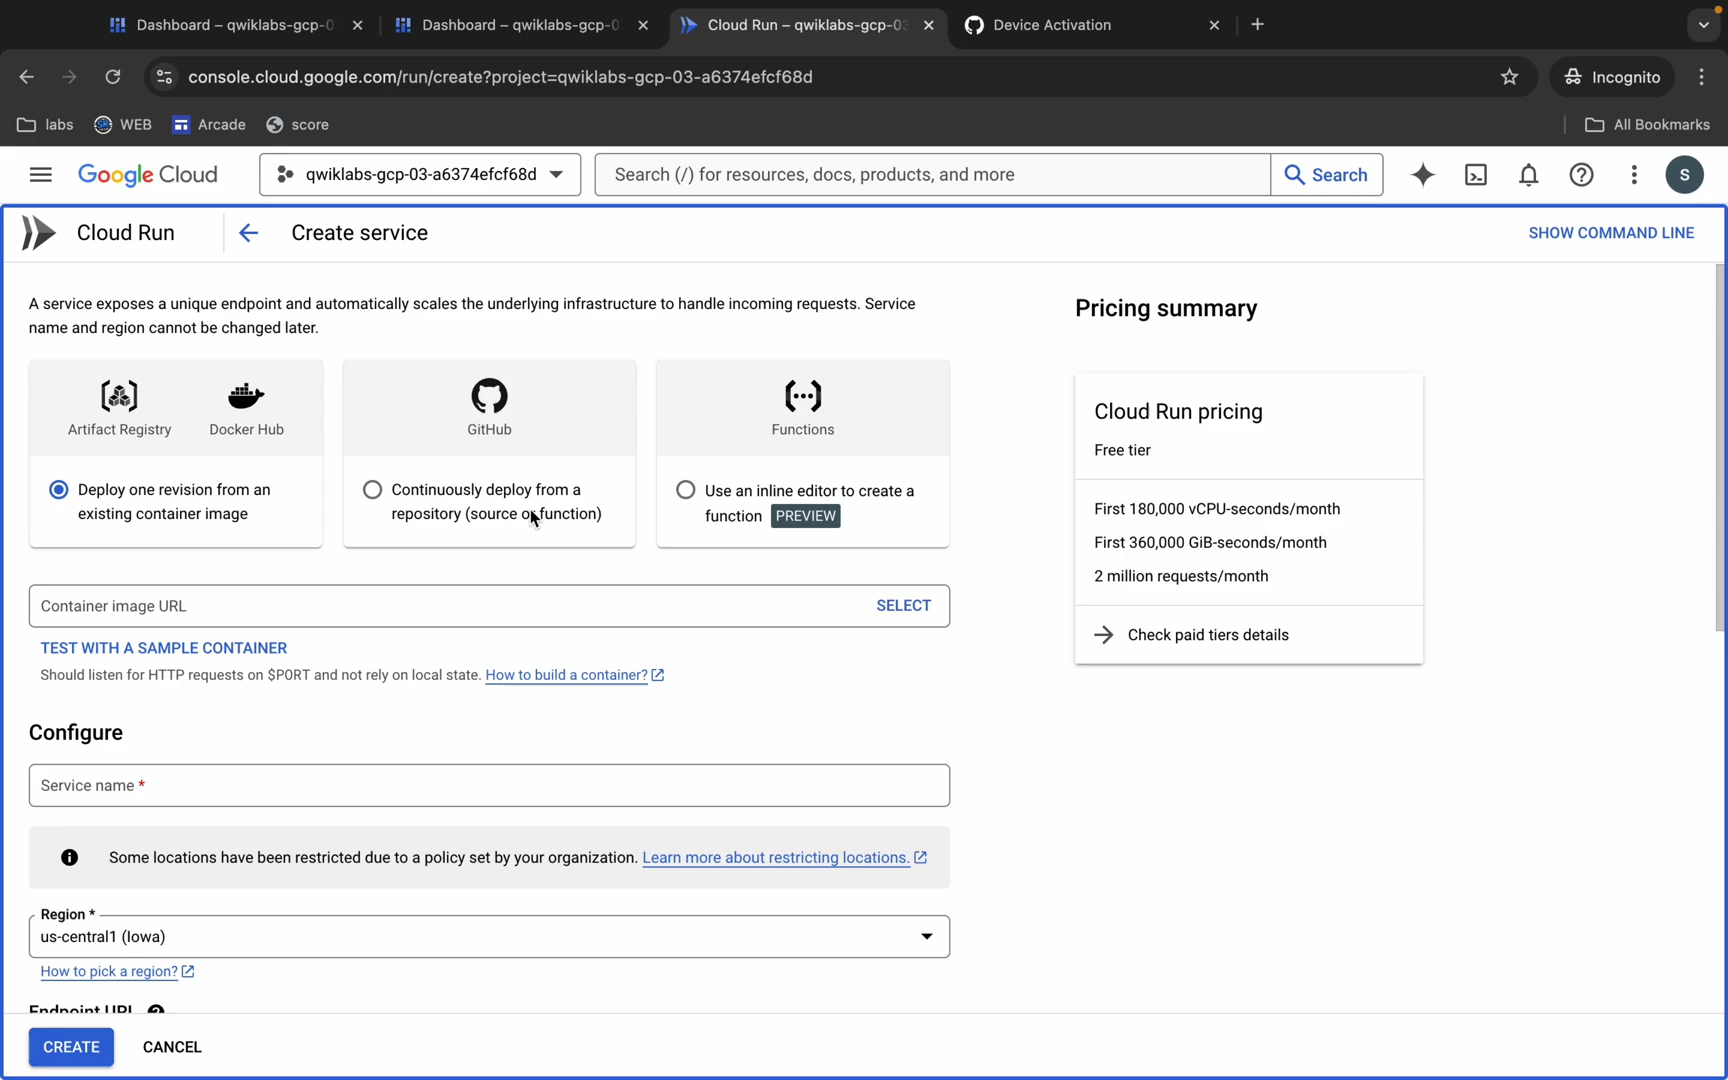 Dashboard – qwiklabs-gcp-0
Dashboard – qwiklabs-gcp-0
Cloud Run – qwiklabs-gcp-03
Device Activation
console.cloud.google.com/run/create?project=qwiklabs-gcp-03-a6374efcf68d
Incognito
labs
WEB
Arcade
score
All Bookmarks
Google Cloud
qwiklabs-gcp-03-a6374efcf68d
Search (/) for resources, docs, products, and more
Search
S
Cloud Run
Create service
SHOW COMMAND LINE
A service exposes a unique endpoint and automatically scales the underlying infrastructure to handle incoming requests. Service
name and region cannot be changed later.
Artifact Registry
Docker Hub
GitHub
Functions
Deploy one revision from an
existing container image
Continuously deploy from a
repository (source or function)
Use an inline editor to create a
function PREVIEW
Container image URL
SELECT
TEST WITH A SAMPLE CONTAINER
Should listen for HTTP requests on $PORT and not rely on local state. How to build a container?
Configure
Service name *
Some locations have been restricted due to a policy set by your organization. Learn more about restricting locations.
Region *
us-central1 (Iowa)
How to pick a region?
Endpoint URL
CREATE
CANCEL
Pricing summary
Cloud Run pricing
Free tier
First 180,000 vCPU-seconds/month
First 360,000 GiB-seconds/month
2 million requests/month
Check paid tiers details